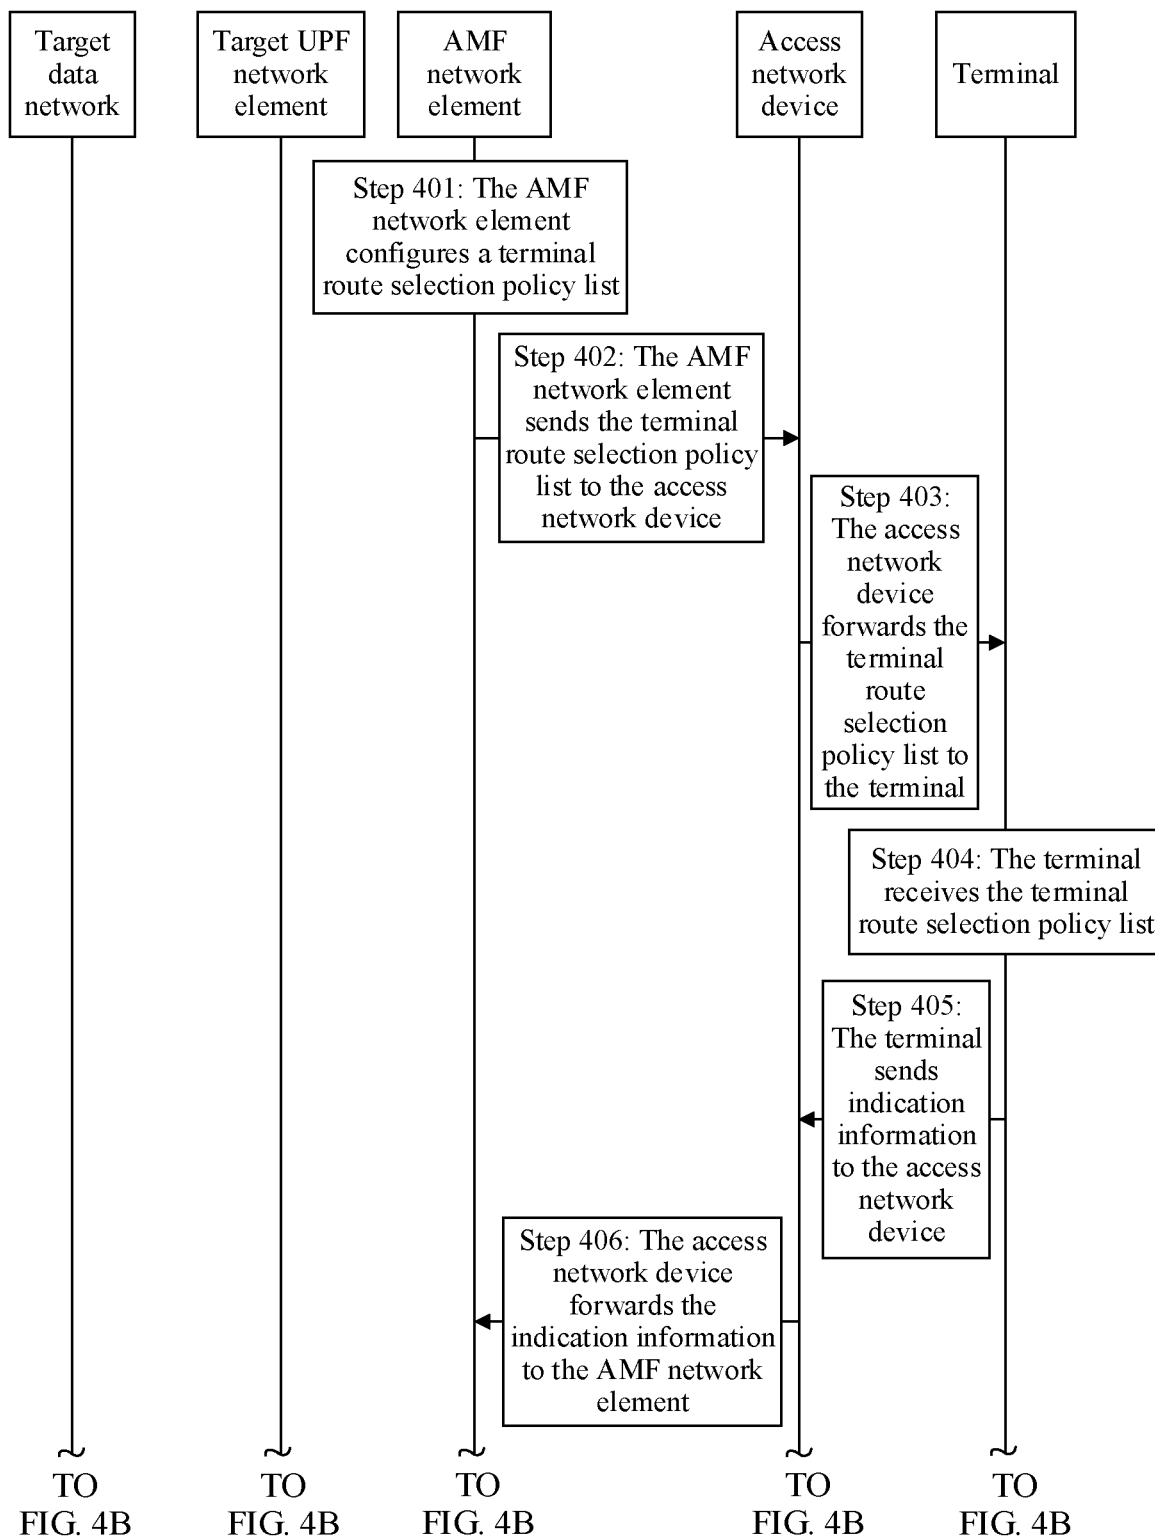 Target
data
network
Target UPF
network
element
AMF
network
element
Access
network
device
Terminal
Step 401: The AMF
network element
configures a terminal
route selection policy list
Step 402: The AMF
network element
sends the terminal
route selection policy
list to the access
network device
Step 403:
The access
network
device
forwards the
terminal
route
selection
policy list to
the terminal
Step 404: The terminal
receives the terminal
route selection policy list
Step 405:
The terminal
sends
indication
information
to the access
network
device
Step 406: The access
network device
forwards the
indication information
to the AMF network
element
TO
FIG. 4B
TO
FIG. 4B
TO
FIG. 4B
TO
FIG. 4B
TO
FIG. 4B